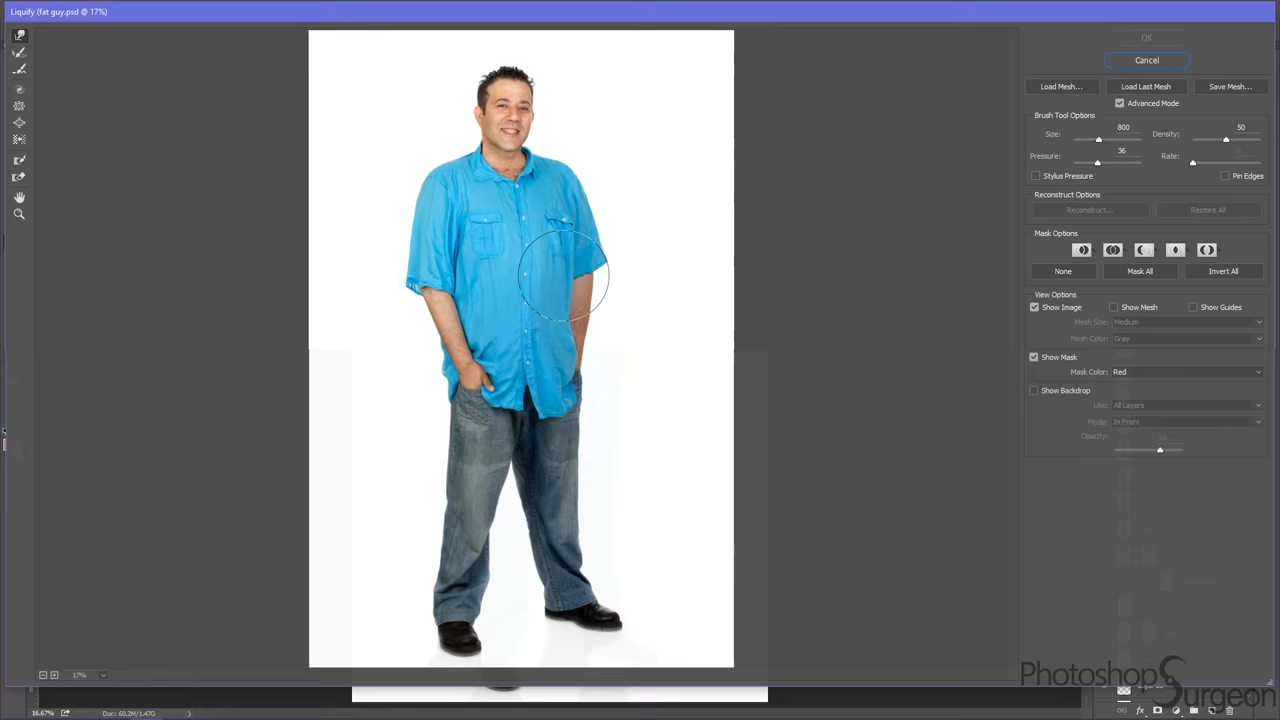 Liquify (fat guy.psd @ 17%)
OK
Cancel
Load Mesh... Load Last Mesh Save Mesh...
Advanced Mode
Brush Tool Options
Size: 800 Density: 50
Pressure: 36 Rate: 0
Stylus Pressure Pin Edges
Reconstruct Options
Reconstruct... Restore All
Mask Options
None Mask All Invert All
View Options
Show Image Show Mesh Show Guides
Mesh Size: Medium
Mesh Color: Gray
Show Mask
Mask Color: Red
Show Backdrop
Use: All Layers
Mode: In Front
Opacity:
17%
Photoshop
Surgeon
16.67% Doc: 60.2M/1.47G